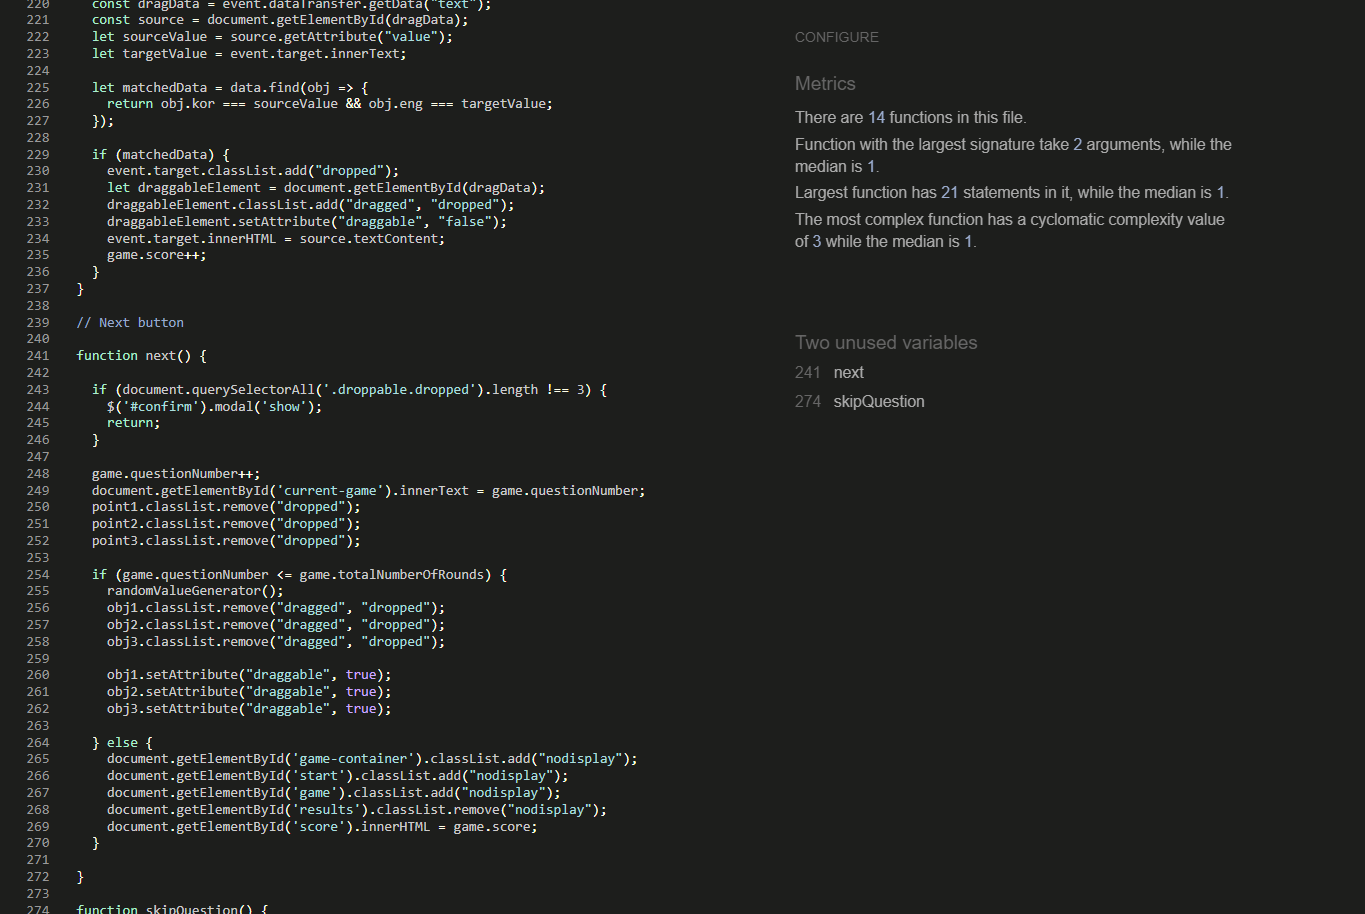 220 const dragData = event.dataTransfer.getData("text");
221 const source = document.getElementById(dragData);
222 let sourceValue = source.getAttribute("value");
223 let targetValue = event.target.innerText;
224
225 let matchedData = data.find(obj => {
226 return obj.kor === sourceValue && obj.eng === targetValue;
227 });
228
229 if (matchedData) {
230 event.target.classList.add("dropped");
231 let draggableElement = document.getElementById(dragData);
232 draggableElement.classList.add("dragged", "dropped");
233 draggableElement.setAttribute("draggable", "false");
234 event.target.innerHTML = source.textContent;
235 game.score++;
236 }
237 }
238
239 // Next button
240
241 function next() {
242
243 if (document.querySelectorAll('.droppable.dropped').length !== 3) {
244 $('#confirm').modal('show');
245 return;
246 }
247
248 game.questionNumber++;
249 document.getElementById('current-game').innerText = game.questionNumber;
250 point1.classList.remove("dropped");
251 point2.classList.remove("dropped");
252 point3.classList.remove("dropped");
253
254 if (game.questionNumber <= game.totalNumberOfRounds) {
255 randomValueGenerator();
256 obj1.classList.remove("dragged", "dropped");
257 obj2.classList.remove("dragged", "dropped");
258 obj3.classList.remove("dragged", "dropped");
259
260 obj1.setAttribute("draggable", true);
261 obj2.setAttribute("draggable", true);
262 obj3.setAttribute("draggable", true);
263
264 } else {
265 document.getElementById('game-container').classList.add("nodisplay");
266 document.getElementById('start').classList.add("nodisplay");
267 document.getElementById('game').classList.add("nodisplay");
268 document.getElementById('results').classList.remove("nodisplay");
269 document.getElementById('score').innerHTML = game.score;
270 }
271
272 }
273
274 function skipQuestion() {
CONFIGURE
Metrics
There are 14 functions in this file.
Function with the largest signature take 2 arguments, while the
median is 1.
Largest function has 21 statements in it, while the median is 1.
The most complex function has a cyclomatic complexity value
of 3 while the median is 1.
Two unused variables
241 next
274 skipQuestion